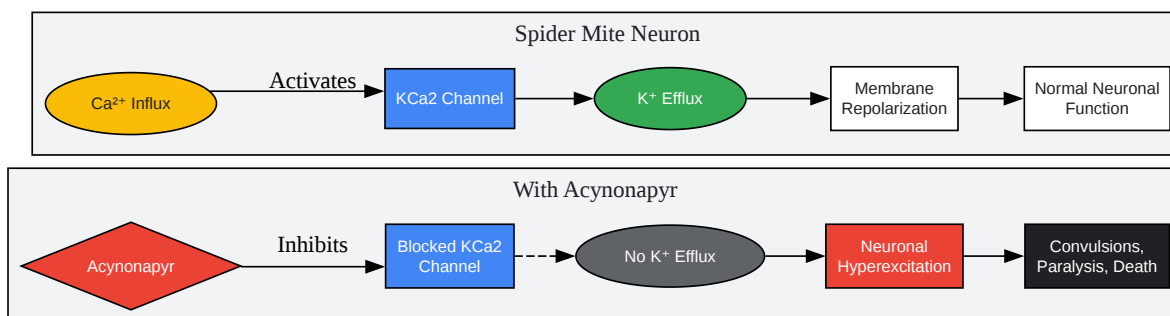 Spider Mite Neuron
Activates
Ca²⁺ Influx
KCa2 Channel
K⁺ Efflux
Membrane
Repolarization
Normal Neuronal
Function
With Acynonapyr
Inhibits
Acynonapyr
Blocked KCa2
Channel
No K⁺ Efflux
Neuronal
Hyperexcitation
Convulsions,
Paralysis, Death